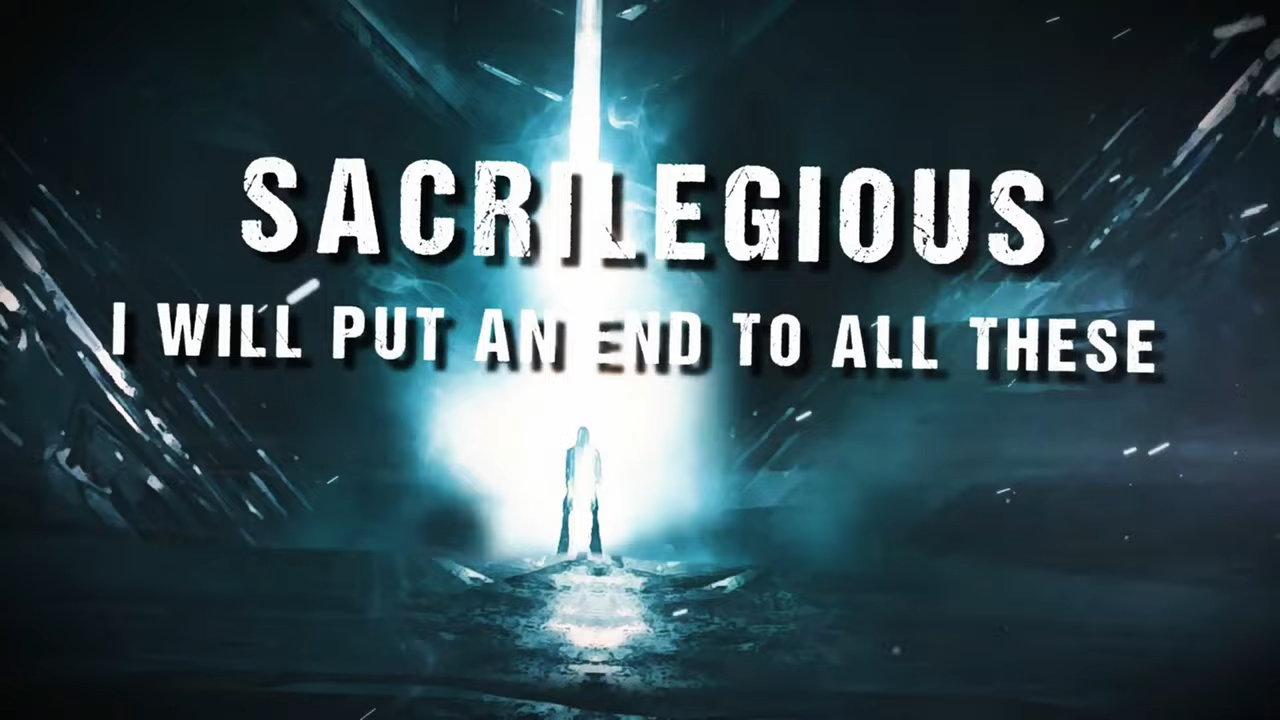 SACRILEGIOUS
I WILL PUT AN END TO ALL THESE